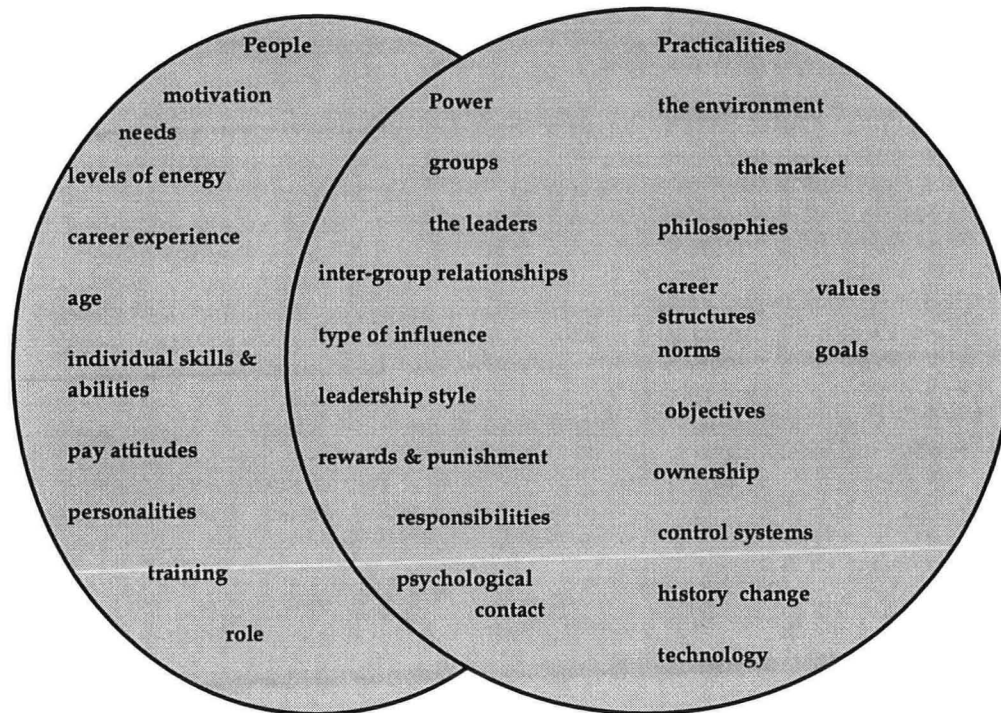 People
motivation
needs
levels of energy
career experience
age
individual skills &
abilities
pay attitudes
personalities
training
role
Power
groups
the leaders
inter-group relationships
type of influence
leadership style
rewards & punishment
responsibilities
psychological
contact
Practicalities
the environment
the market
philosophies
career values
structures
norms goals
objectives
ownership
control systems
history change
technology